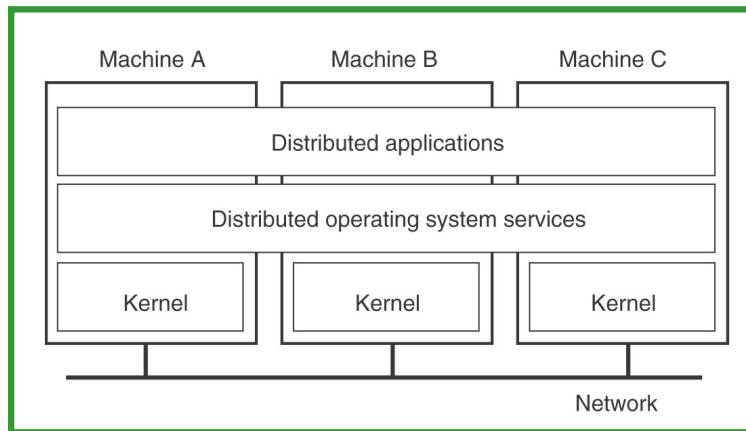 Machine A
Machine B
Machine C
Distributed applications
Distributed operating system services
Kernel
Kernel
Kernel
Network